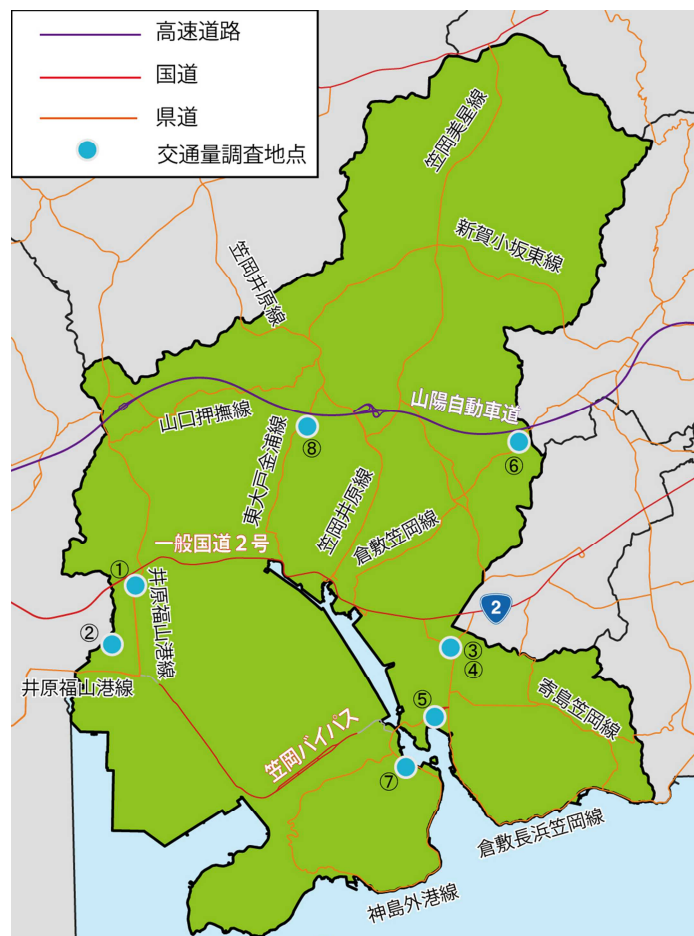 高速道路
国道
県道
交通量調査地点
笠岡美星線
新賀小坂東線
笠岡井原線
山陽自動車道
山口押撫線
東大戸金浦線
⑧
⑥
笠岡井原線
倉敷笠岡線
一般国道2号
①
井原福山港線
2
②
③
④
井原福山港線
⑤
寄島笠岡線
笠岡バイパス
⑦
倉敷長浜笠岡線
神島外港線